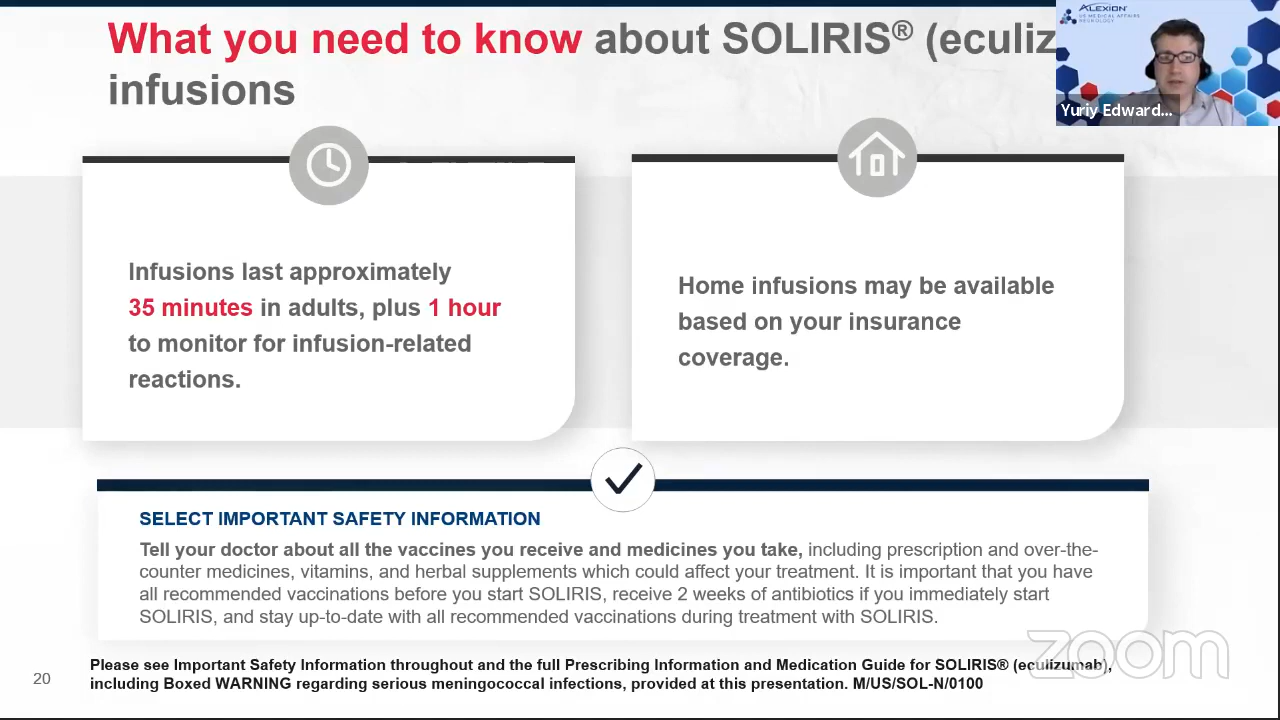 What you need to know about SOLIRIS® (eculiz
infusions
ALEXION
US MEDICAL AFFAIRS
NEUROLOGY
Yuriy Edward...
Infusions last approximately
35 minutes in adults, plus 1 hour
to monitor for infusion-related
reactions.
Home infusions may be available
based on your insurance
coverage.
SELECT IMPORTANT SAFETY INFORMATION
Tell your doctor about all the vaccines you receive and medicines you take, including prescription and over-the-
counter medicines, vitamins, and herbal supplements which could affect your treatment. It is important that you have
all recommended vaccinations before you start SOLIRIS, receive 2 weeks of antibiotics if you immediately start
SOLIRIS, and stay up-to-date with all recommended vaccinations during treatment with SOLIRIS.
zoom
Please see Important Safety Information throughout and the full Prescribing Information and Medication Guide for SOLIRIS® (eculizumab),
including Boxed WARNING regarding serious meningococcal infections, provided at this presentation. M/US/SOL-N/0100
20